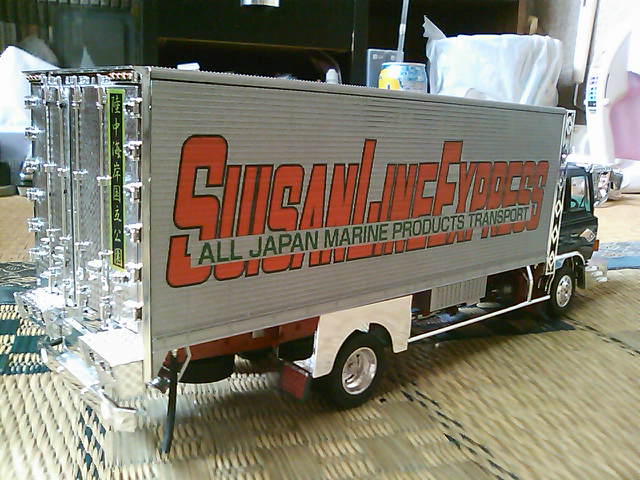 陸中海岸国立公園
SUISANLINEEXPRESS
ALL JAPAN MARINE PRODUCTS TRANSPORT